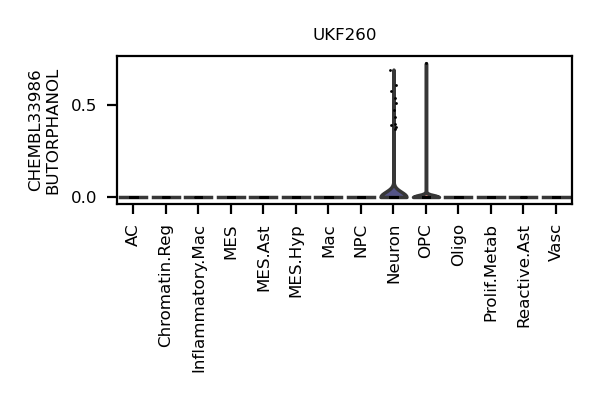 UKF260
CHEMBL33986
BUTORPHANOL
0.5
0.0
AC
Chromatin.Reg
Inflammatory.Mac
MES
MES.Ast
MES.Hyp
Mac
NPC
Neuron
OPC
Oligo
Prolif.Metab
Reactive.Ast
Vasc